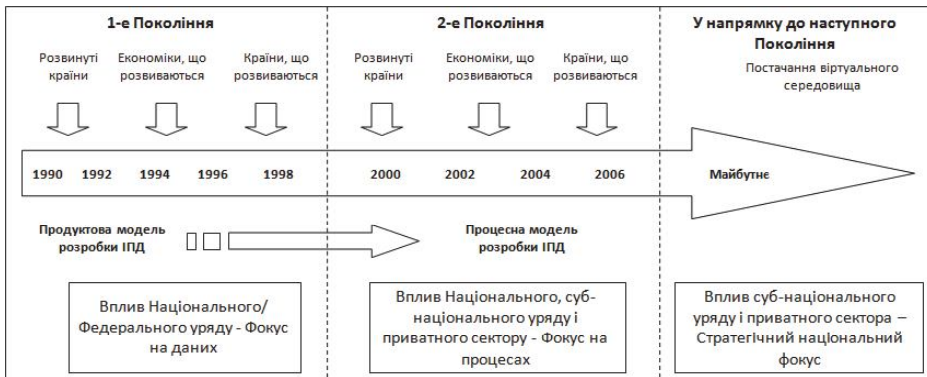 1-е Покоління
2-е Покоління
У напрямку до наступного
Покоління
Розвинуті
країни
Економіки, що
розвиваються
Країни, що
розвиваються
Розвинуті
країни
Економіки, що
розвиваються
Країни, що
розвиваються
Постачання віртуального
середовища
1990 1992 1994 1996 1998 2000 2002 2004 2006 Майбутнє
Продуктова модель
розробки ІПД
Процесна модель
розробки ІПД
Вплив Національного/
Федерального уряду - Фокус
на даних
Вплив Національного, суб-
національного уряду і
приватного сектору - Фокус на
процесах
Вплив суб-національного
уряду і приватного сектора –
Стратегічний національний
фокус